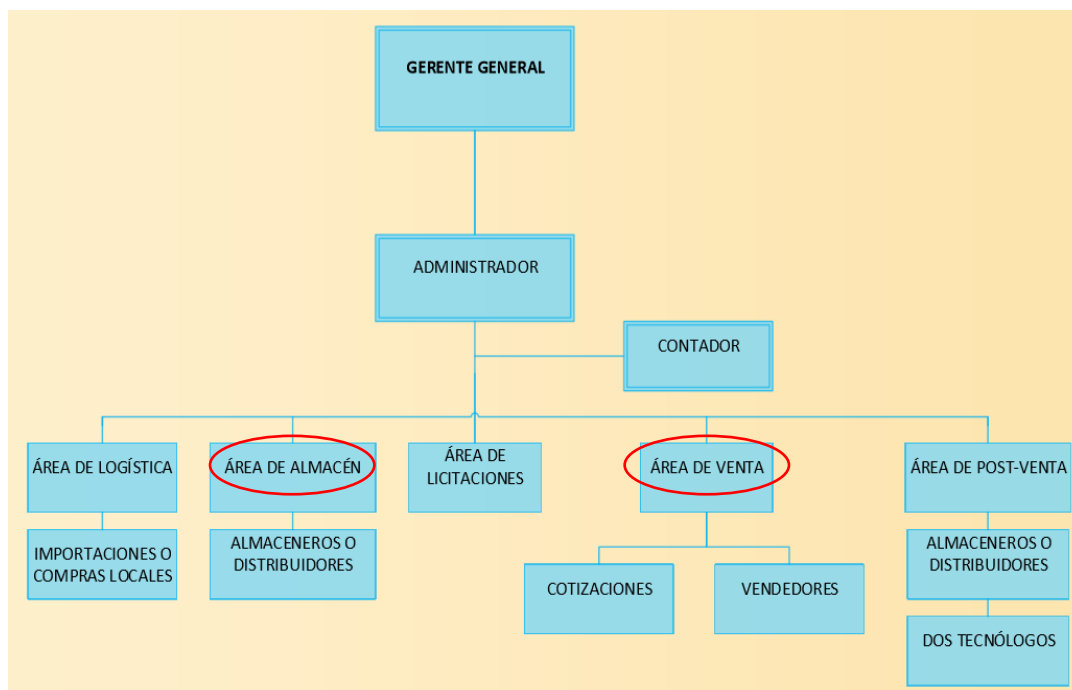 GERENTE GENERAL
ADMINISTRADOR
CONTADOR
ÁREA DE LOGÍSTICA
ÁREA DE ALMACÉN
ÁREA DE
LICITACIONES
ÁREA DE VENTA
ÁREA DE POST-VENTA
IMPORTACIONES O
COMPRAS LOCALES
ALMACENEROS O
DISTRIBUIDORES
COTIZACIONES
VENDEDORES
ALMACENEROS O
DISTRIBUIDORES
DOS TECNÓLOGOS